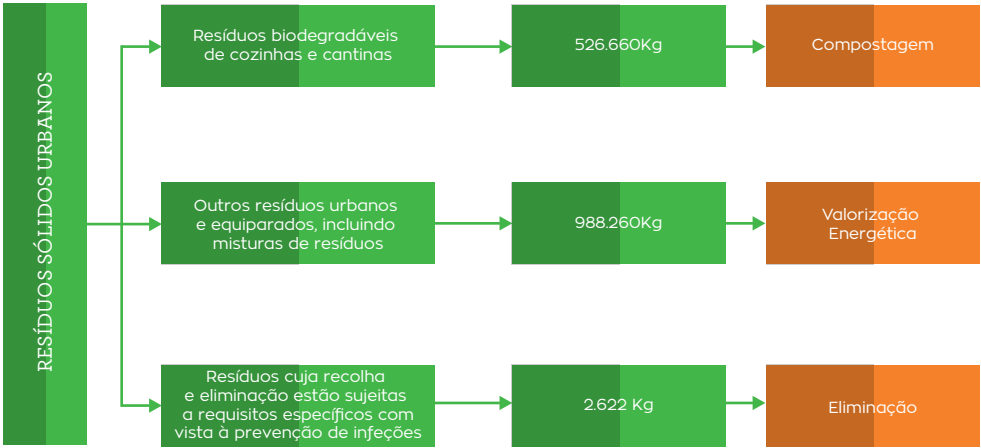 RESÍDUOS SÓLIDOS URBANOS
Resíduos biodegradáveis
de cozinhas e cantinas
526.660Kg
Compostagem
Outros resíduos urbanos
e equiparados, incluindo
misturas de resíduos
988.260Kg
Valorização
Energética
Resíduos cuja recolha
e eliminação estão sujeitas
a requisitos específicos com
vista à prevenção de infeções
2.622 Kg
Eliminação